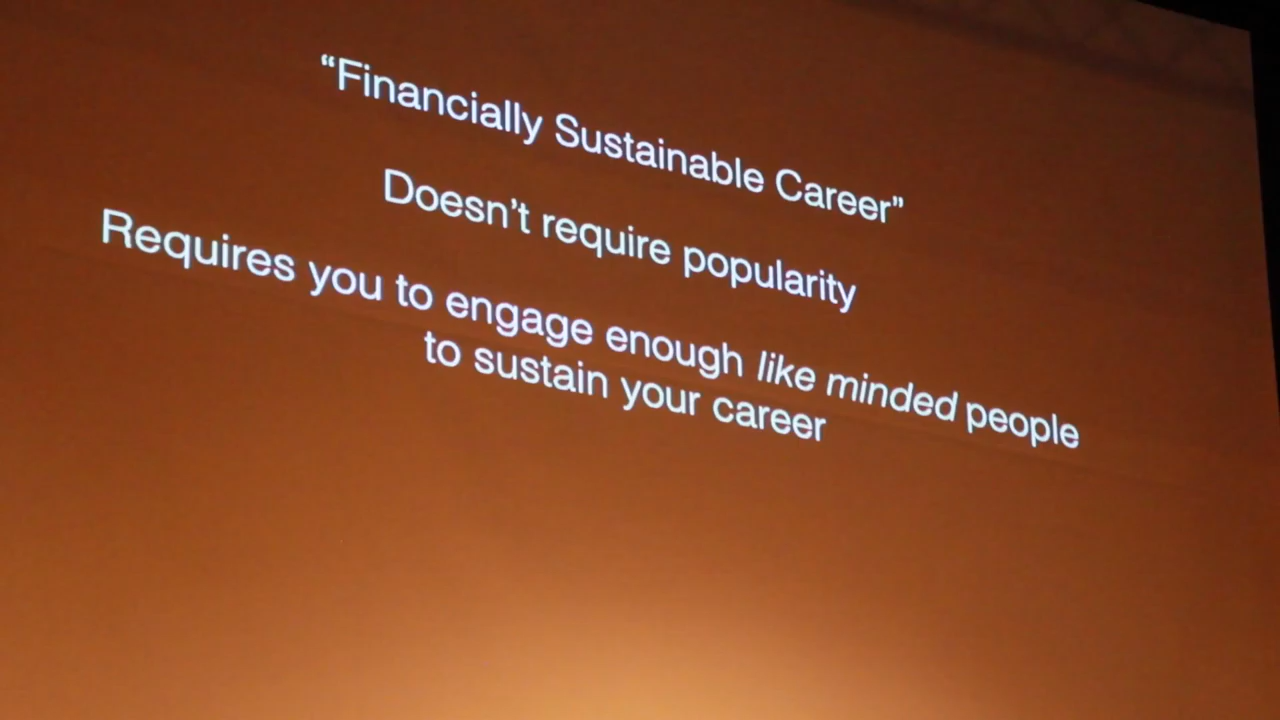 “Financially Sustainable Career”
Doesn’t require popularity
Requires you to engage enough like minded people
to sustain your career